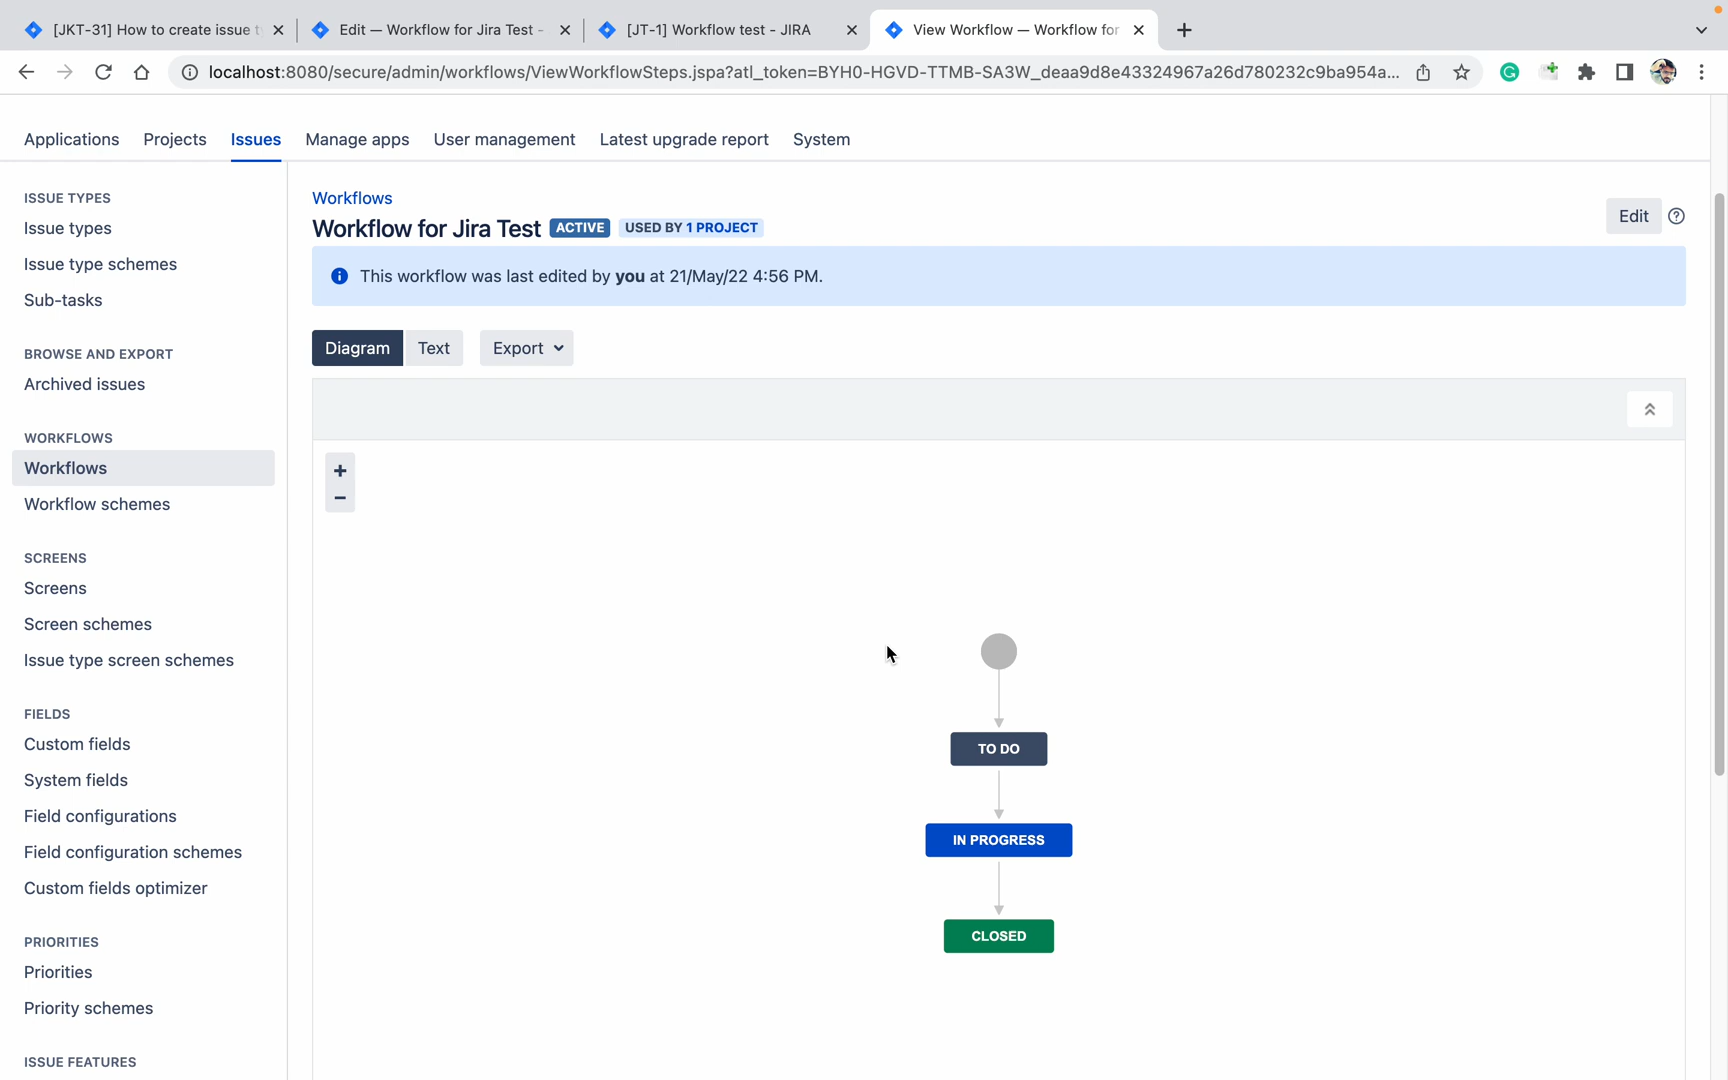 [JKT-31] How to create issue t
Edit — Workflow for Jira Test -
[JT-1] Workflow test - JIRA
View Workflow — Workflow for
localhost:8080/secure/admin/workflows/ViewWorkflowSteps.jspa?atl_token=BYH0-HGVD-TTMB-SA3W_deaa9d8e43324967a26d780232c9ba954a...
Applications Projects Issues Manage apps User management Latest upgrade report System
ISSUE TYPES
Issue types
Issue type schemes
Sub-tasks
BROWSE AND EXPORT
Archived issues
WORKFLOWS
Workflows
Workflow schemes
SCREENS
Screens
Screen schemes
Issue type screen schemes
FIELDS
Custom fields
System fields
Field configurations
Field configuration schemes
Custom fields optimizer
PRIORITIES
Priorities
Priority schemes
ISSUE FEATURES
Workflows
Workflow for Jira Test ACTIVE USED BY 1 PROJECT
Edit
This workflow was last edited by you at 21/May/22 4:56 PM.
Diagram Text Export
TO DO
IN PROGRESS
CLOSED